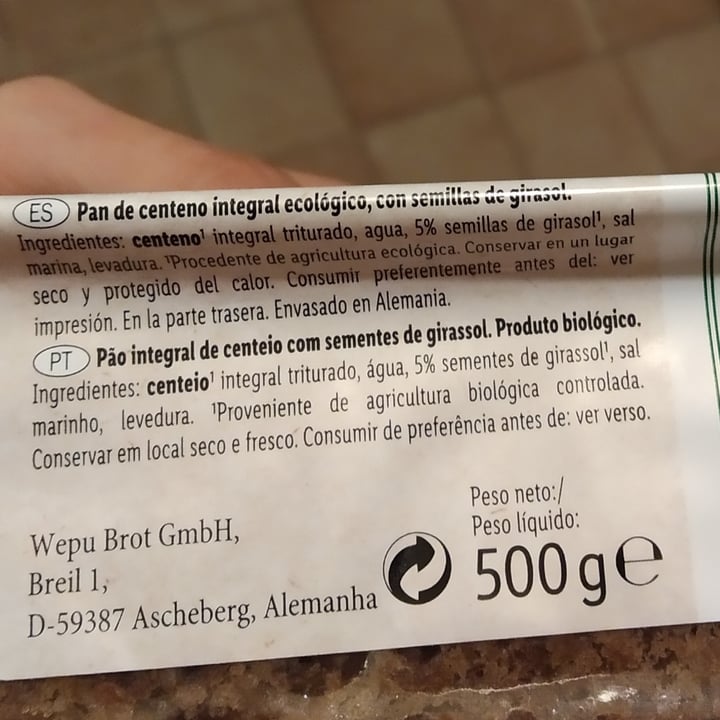 ES Pan de centeno integral ecológico, con semillas de girasol.
Ingredientes: centeno¹ integral triturado, agua, 5% semillas de girasol¹, sal
marina, levadura. ¹Procedente de agricultura ecológica. Conservar en un lugar
seco y protegido del calor. Consumir preferentemente antes del: ver
impresión. En la parte trasera. Envasado en Alemania.
PT Pão integral de centeio com sementes de girassol. Produto biológico.
Ingredientes: centeio¹ integral triturado, água, 5% sementes de girassol¹, sal
marinho, levedura. ¹Proveniente de agricultura biológica controlada.
Conservar em local seco e fresco. Consumir de preferência antes de: ver verso.
Wepu Brot GmbH,
Breil 1,
D-59387 Ascheberg, Alemanha
Peso neto:/
Peso líquido:
500 g ℮